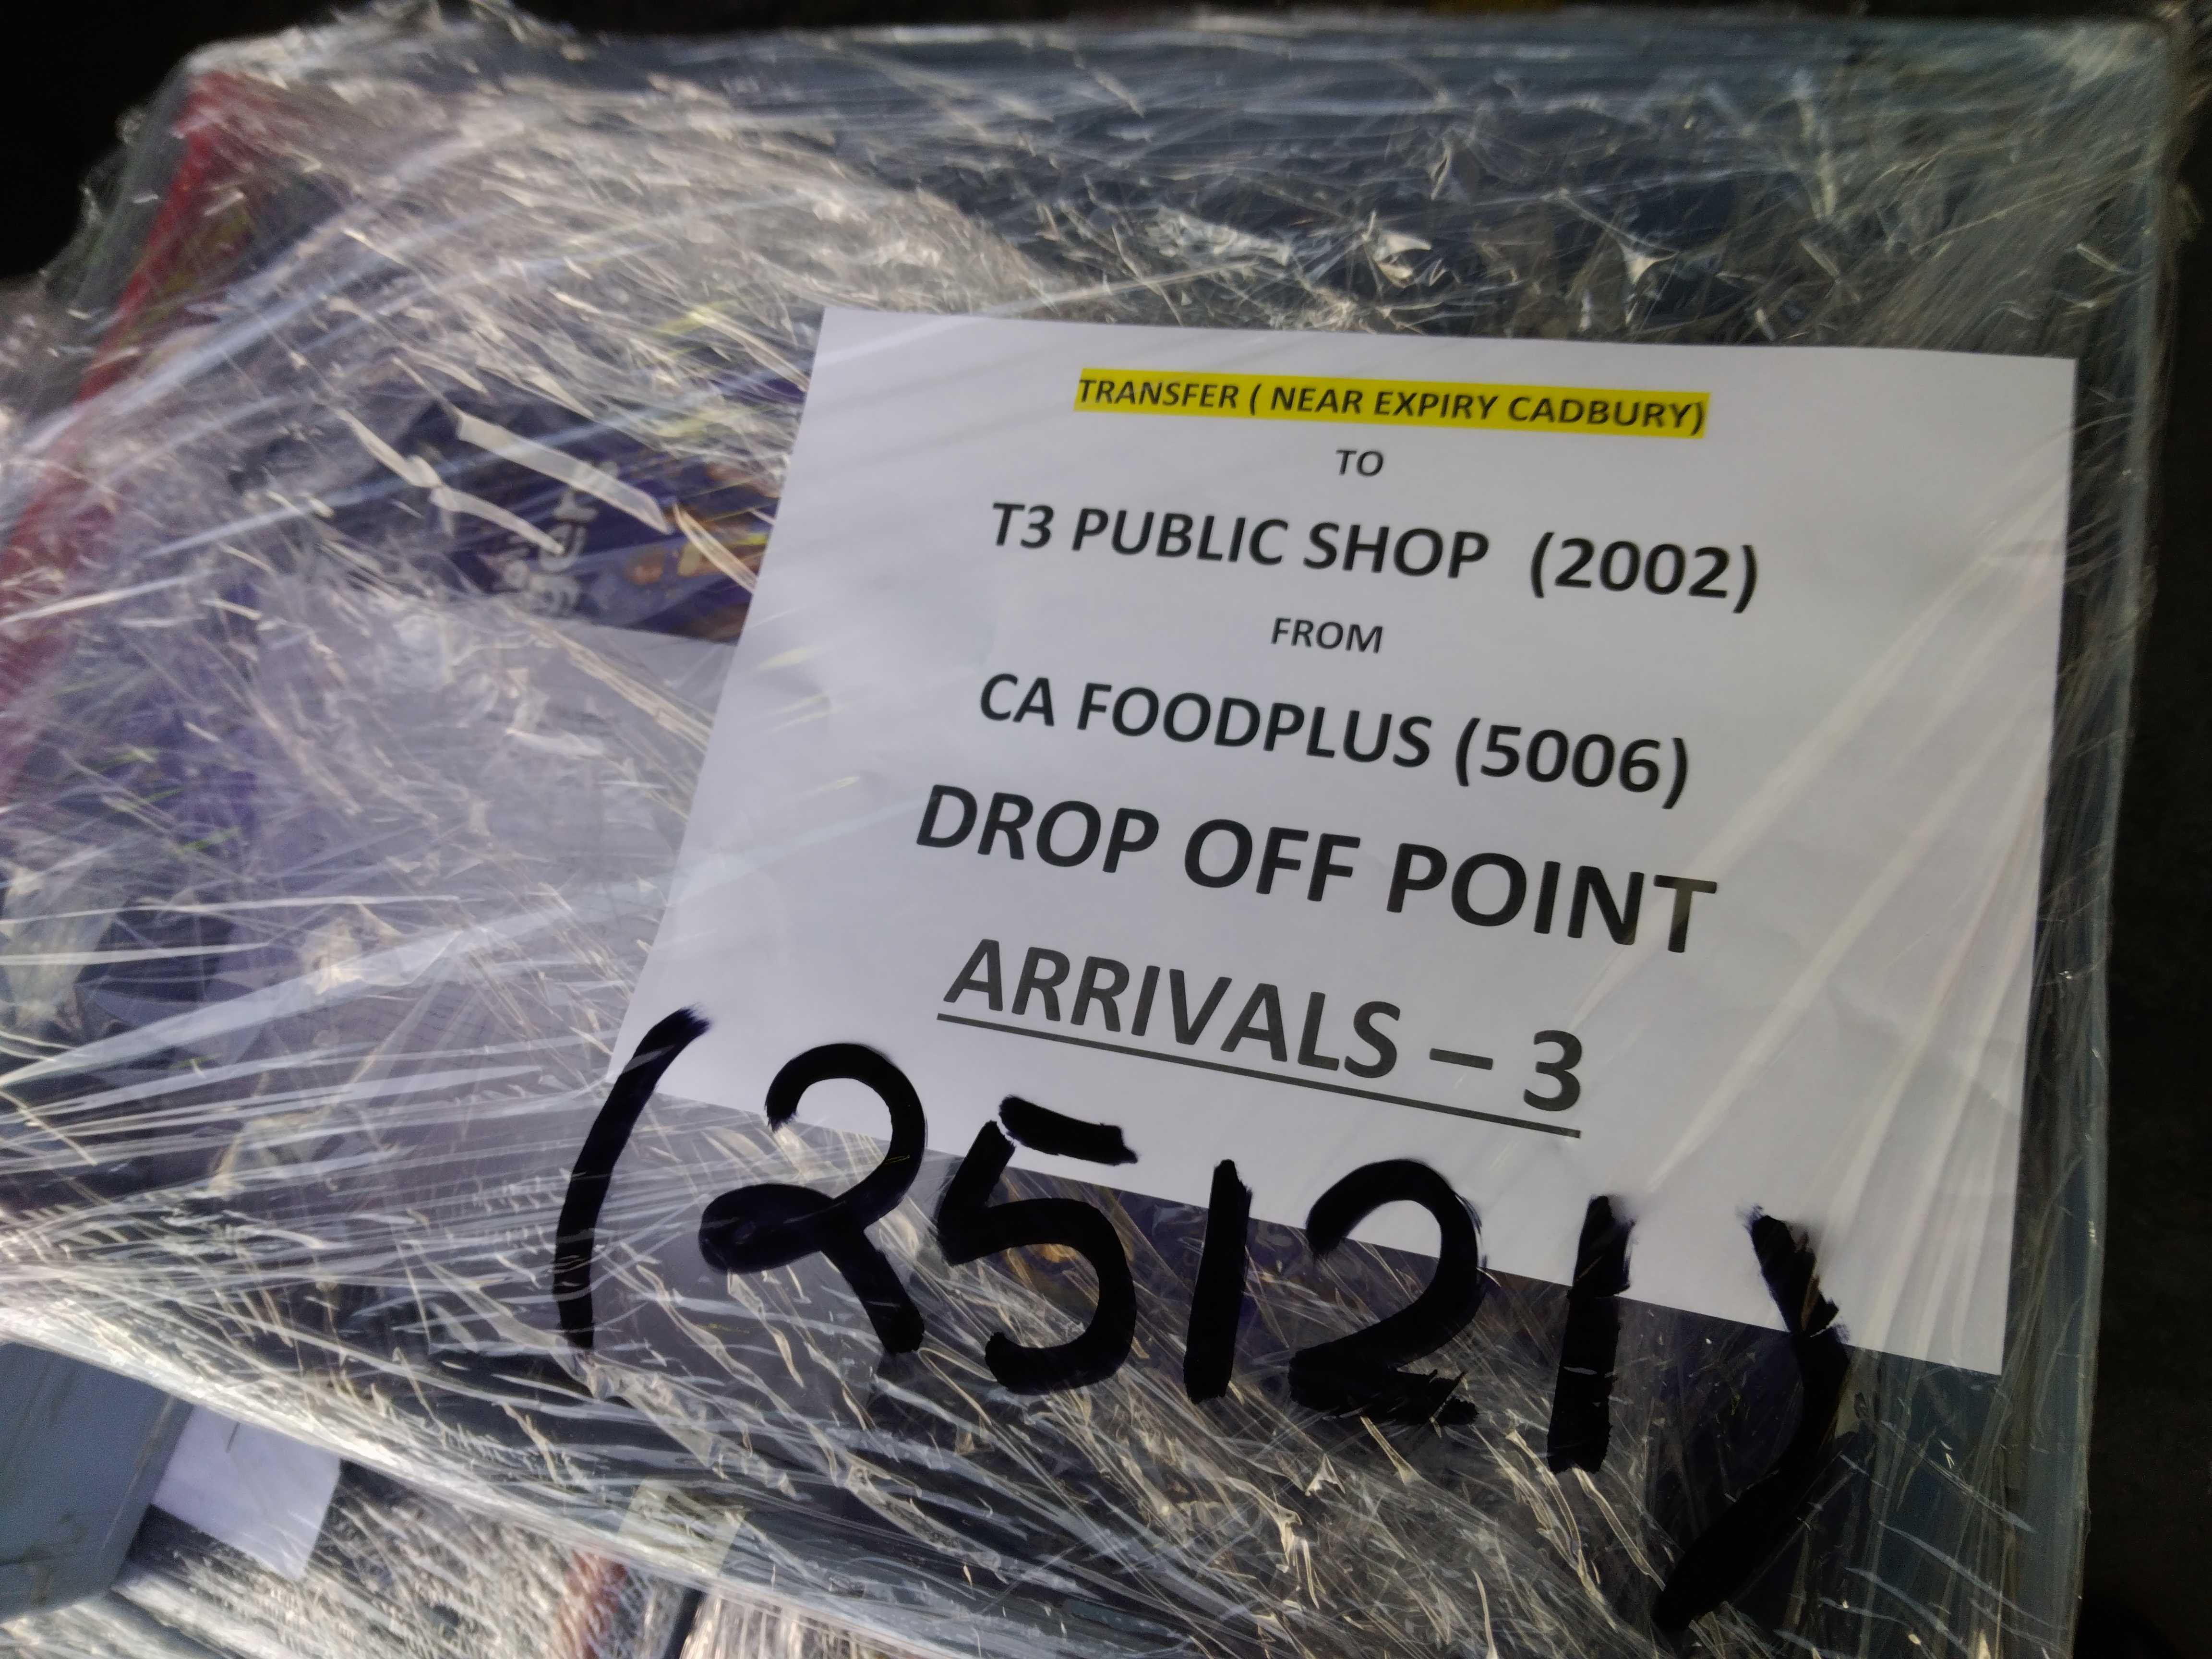 TRANSFER ( NEAR EXPIRY CADBURY)
TO
T3 PUBLIC SHOP (2002)
FROM
CA FOODPLUS (5006)
DROP OFF POINT
ARRIVALS – 3
(25121)